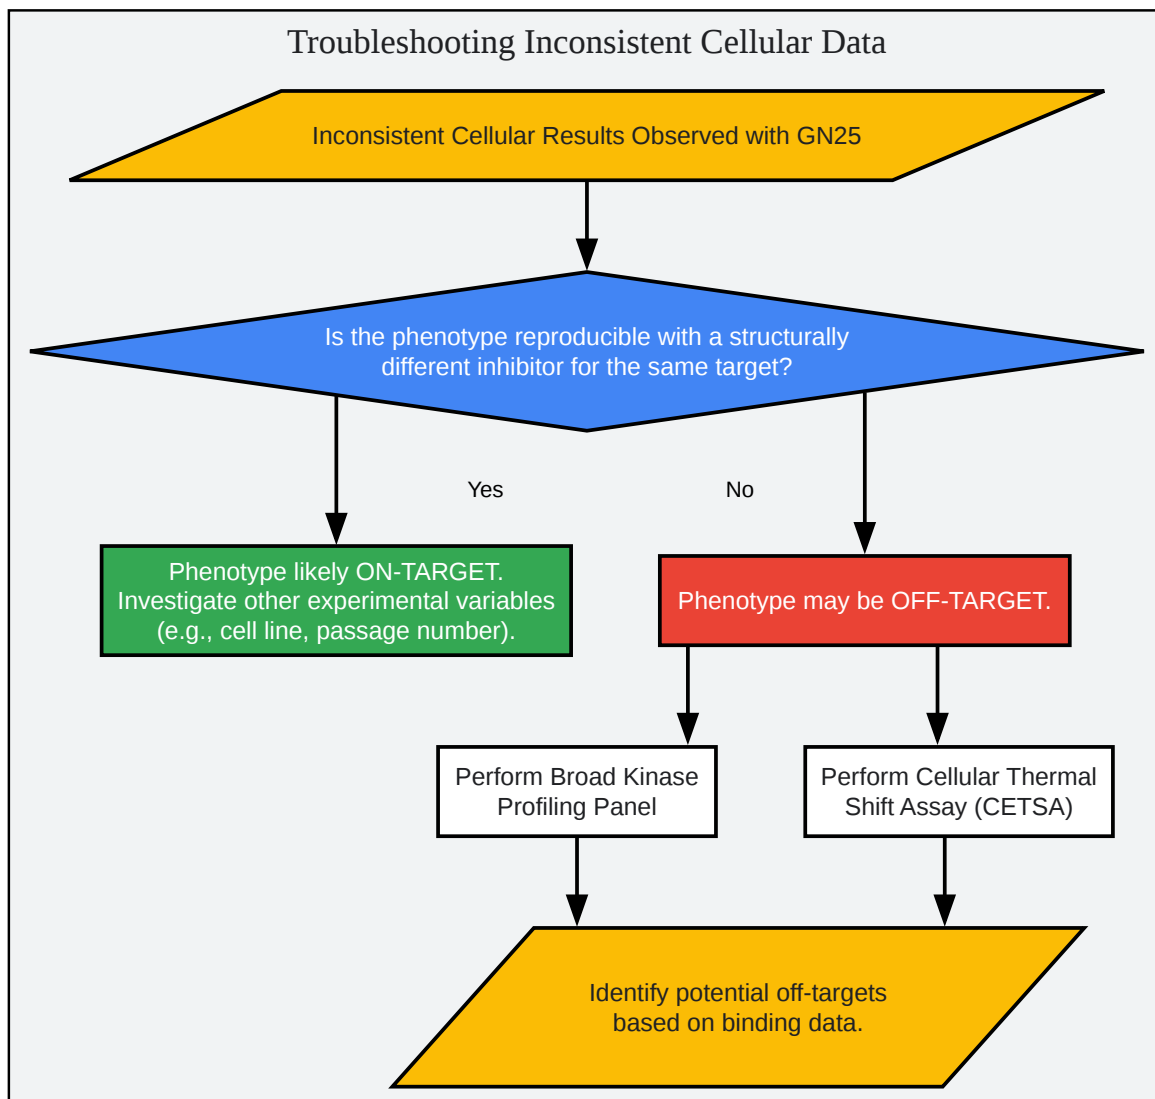 Troubleshooting Inconsistent Cellular Data
Inconsistent Cellular Results Observed with GN25
Is the phenotype reproducible with a structurally
different inhibitor for the same target?
Yes
No
Phenotype likely ON-TARGET.
Investigate other experimental variables
(e.g., cell line, passage number).
Phenotype may be OFF-TARGET.
Perform Broad Kinase
Profiling Panel
Perform Cellular Thermal
Shift Assay (CETSA)
Identify potential off-targets
based on binding data.